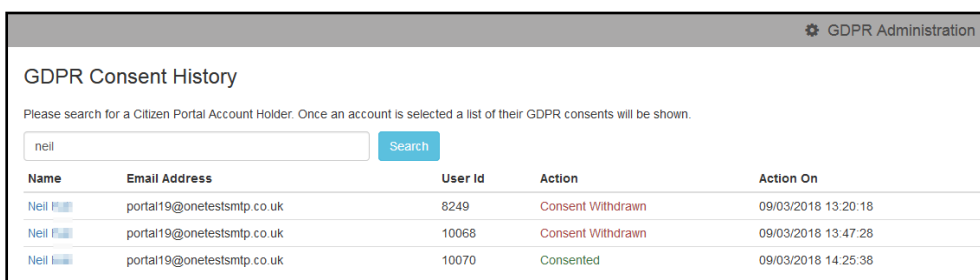 GDPR Administration
GDPR Consent History
Please search for a Citizen Portal Account Holder. Once an account is selected a list of their GDPR consents will be shown.
neil Search
Name Email Address User Id Action Action On
Neil portal19@onetestsmtp.co.uk 8249 Consent Withdrawn 09/03/2018 13:20:18
Neil portal19@onetestsmtp.co.uk 10068 Consent Withdrawn 09/03/2018 13:47:28
Neil portal19@onetestsmtp.co.uk 10070 Consented 09/03/2018 14:25:38